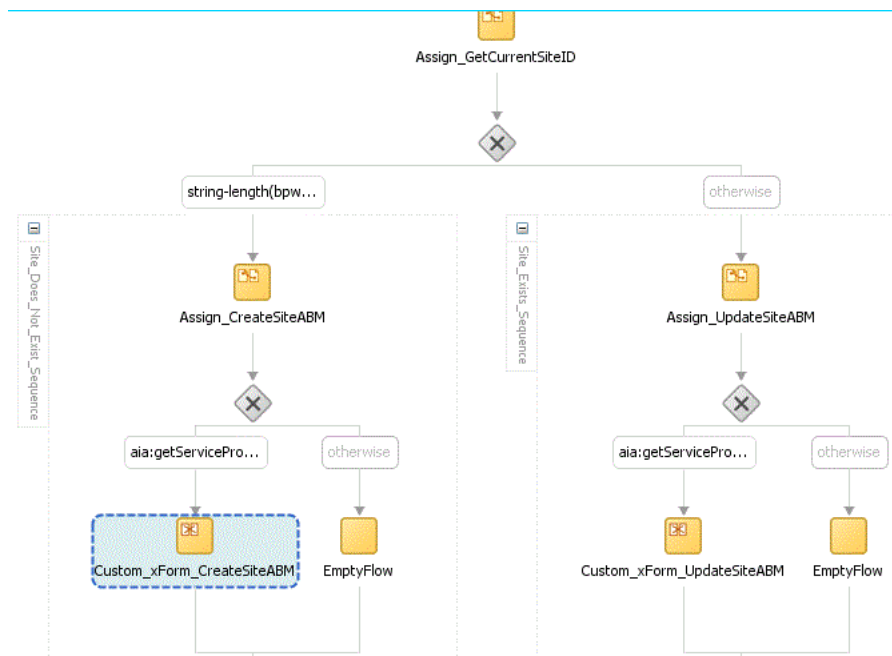 Assign_GetCurrentSiteID
string-length(bpw...
otherwise
Site_Does_Not_Exist_Sequence
Site_Exists_Sequence
Assign_CreateSiteABM
Assign_UpdateSiteABM
aia:getServicePro...
otherwise
aia:getServicePro...
otherwise
Custom_xForm_CreateSiteABM
EmptyFlow
Custom_xForm_UpdateSiteABM
EmptyFlow